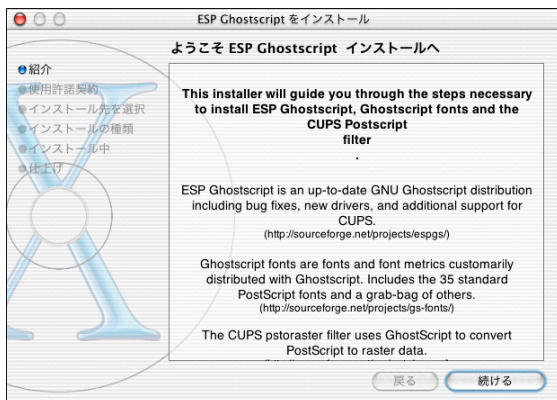 ESP Ghostscript をインストール
ようこそ ESP Ghostscript インストールへ
紹介
使用許諾契約
インストール先を選択
インストールの種類
インストール中
仕上げ
This installer will guide you through the steps necessary
to install ESP Ghostscript, Ghostscript fonts and the
CUPS Postscript
filter
.
ESP Ghostscript is an up-to-date GNU Ghostscript distribution
including bug fixes, new drivers, and additional support for
CUPS.
(http://sourceforge.net/projects/espgs/)
Ghostscript fonts are fonts and font metrics customarily
distributed with Ghostscript. Includes the 35 standard
PostScript fonts and a grab-bag of others.
(http://sourceforge.net/projects/gs-fonts/)
The CUPS pstoraster filter uses GhostScript to convert
PostScript to raster data.
戻る
続ける